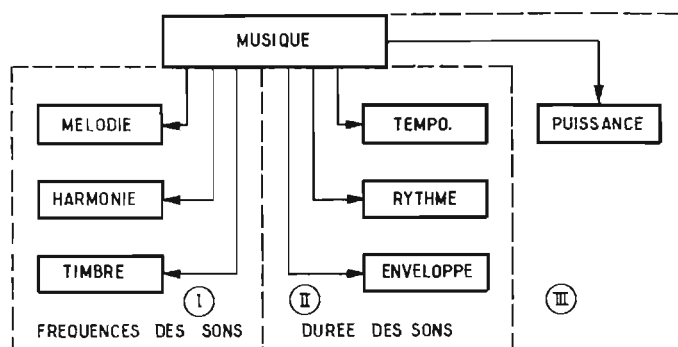 MUSIQUE
MELODIE
HARMONIE
TIMBRE
I
FREQUENCES DES SONS
TEMPO.
RYTHME
ENVELOPPE
II
DUREE DES SONS
PUISSANCE
III